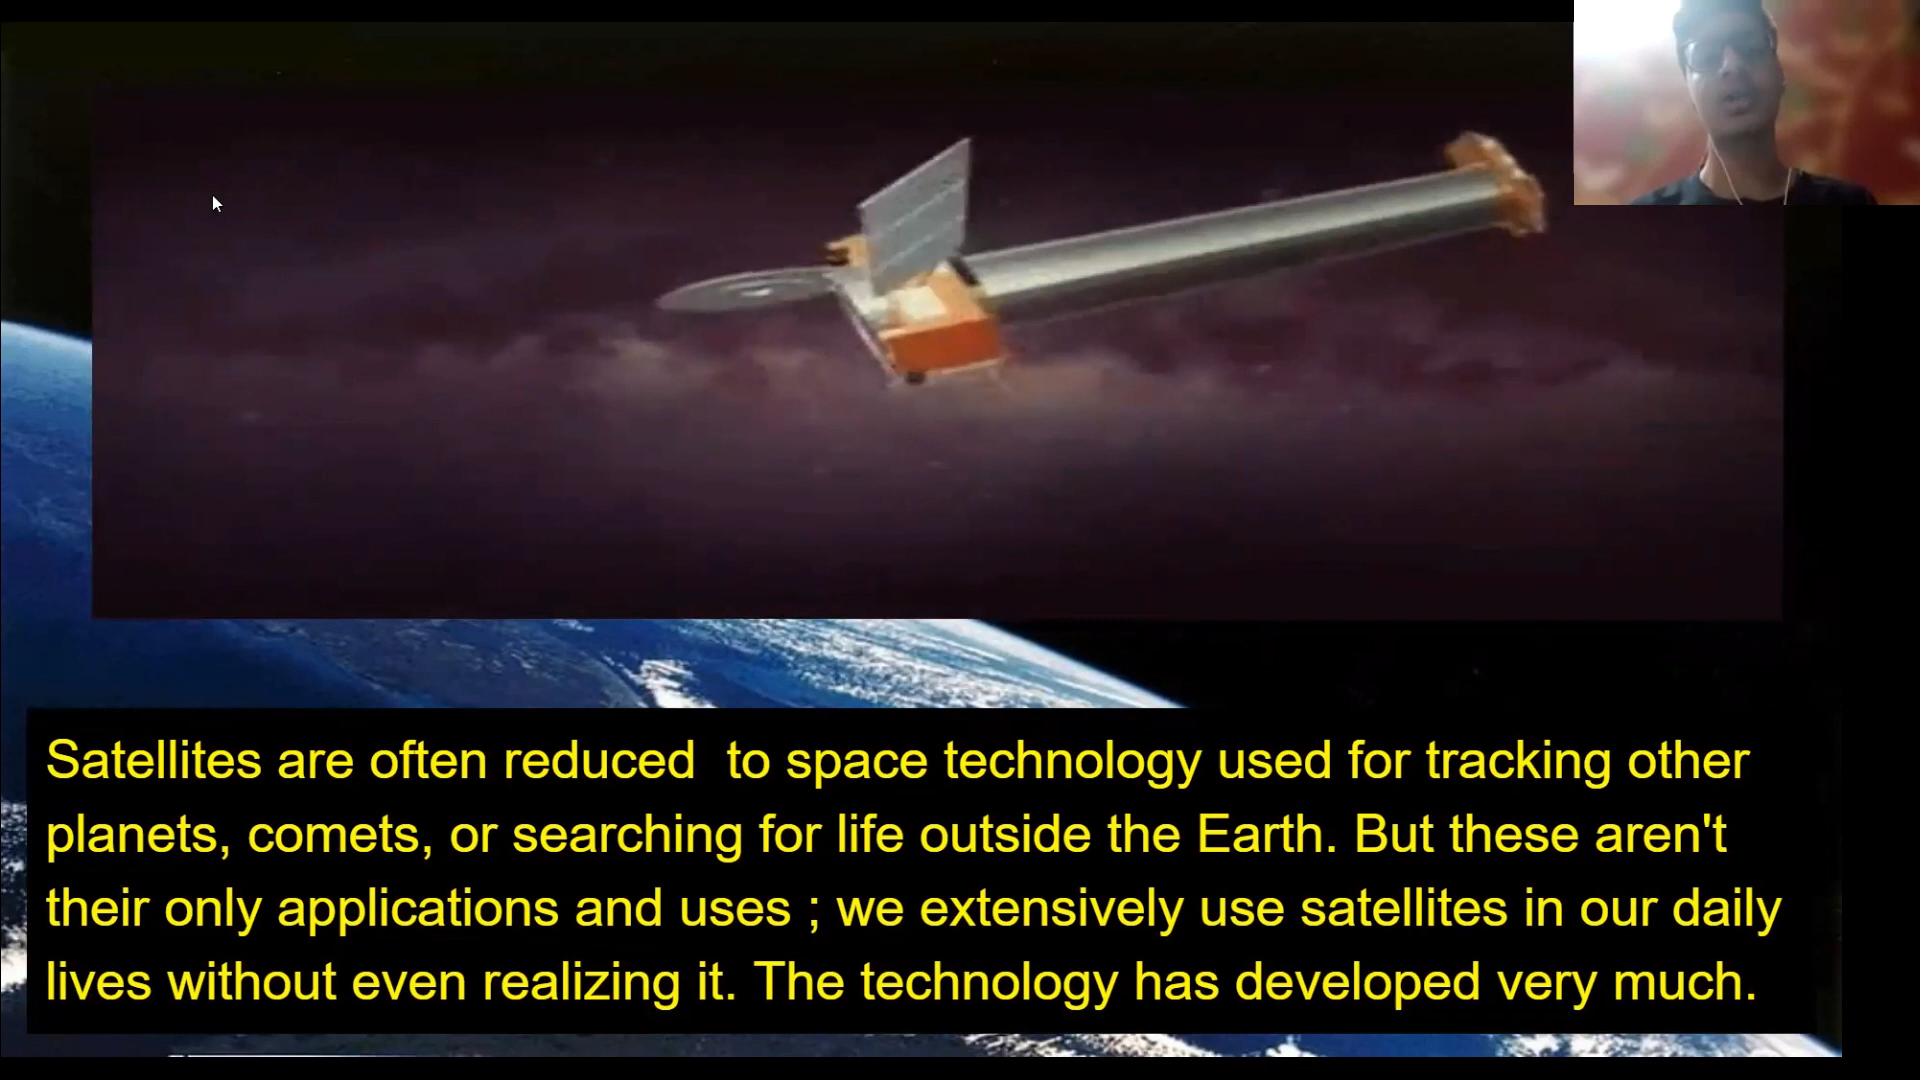 Satellites are often reduced  to space technology used for tracking other
planets, comets, or searching for life outside the Earth. But these aren't
their only applications and uses ; we extensively use satellites in our daily
lives without even realizing it. The technology has developed very much.